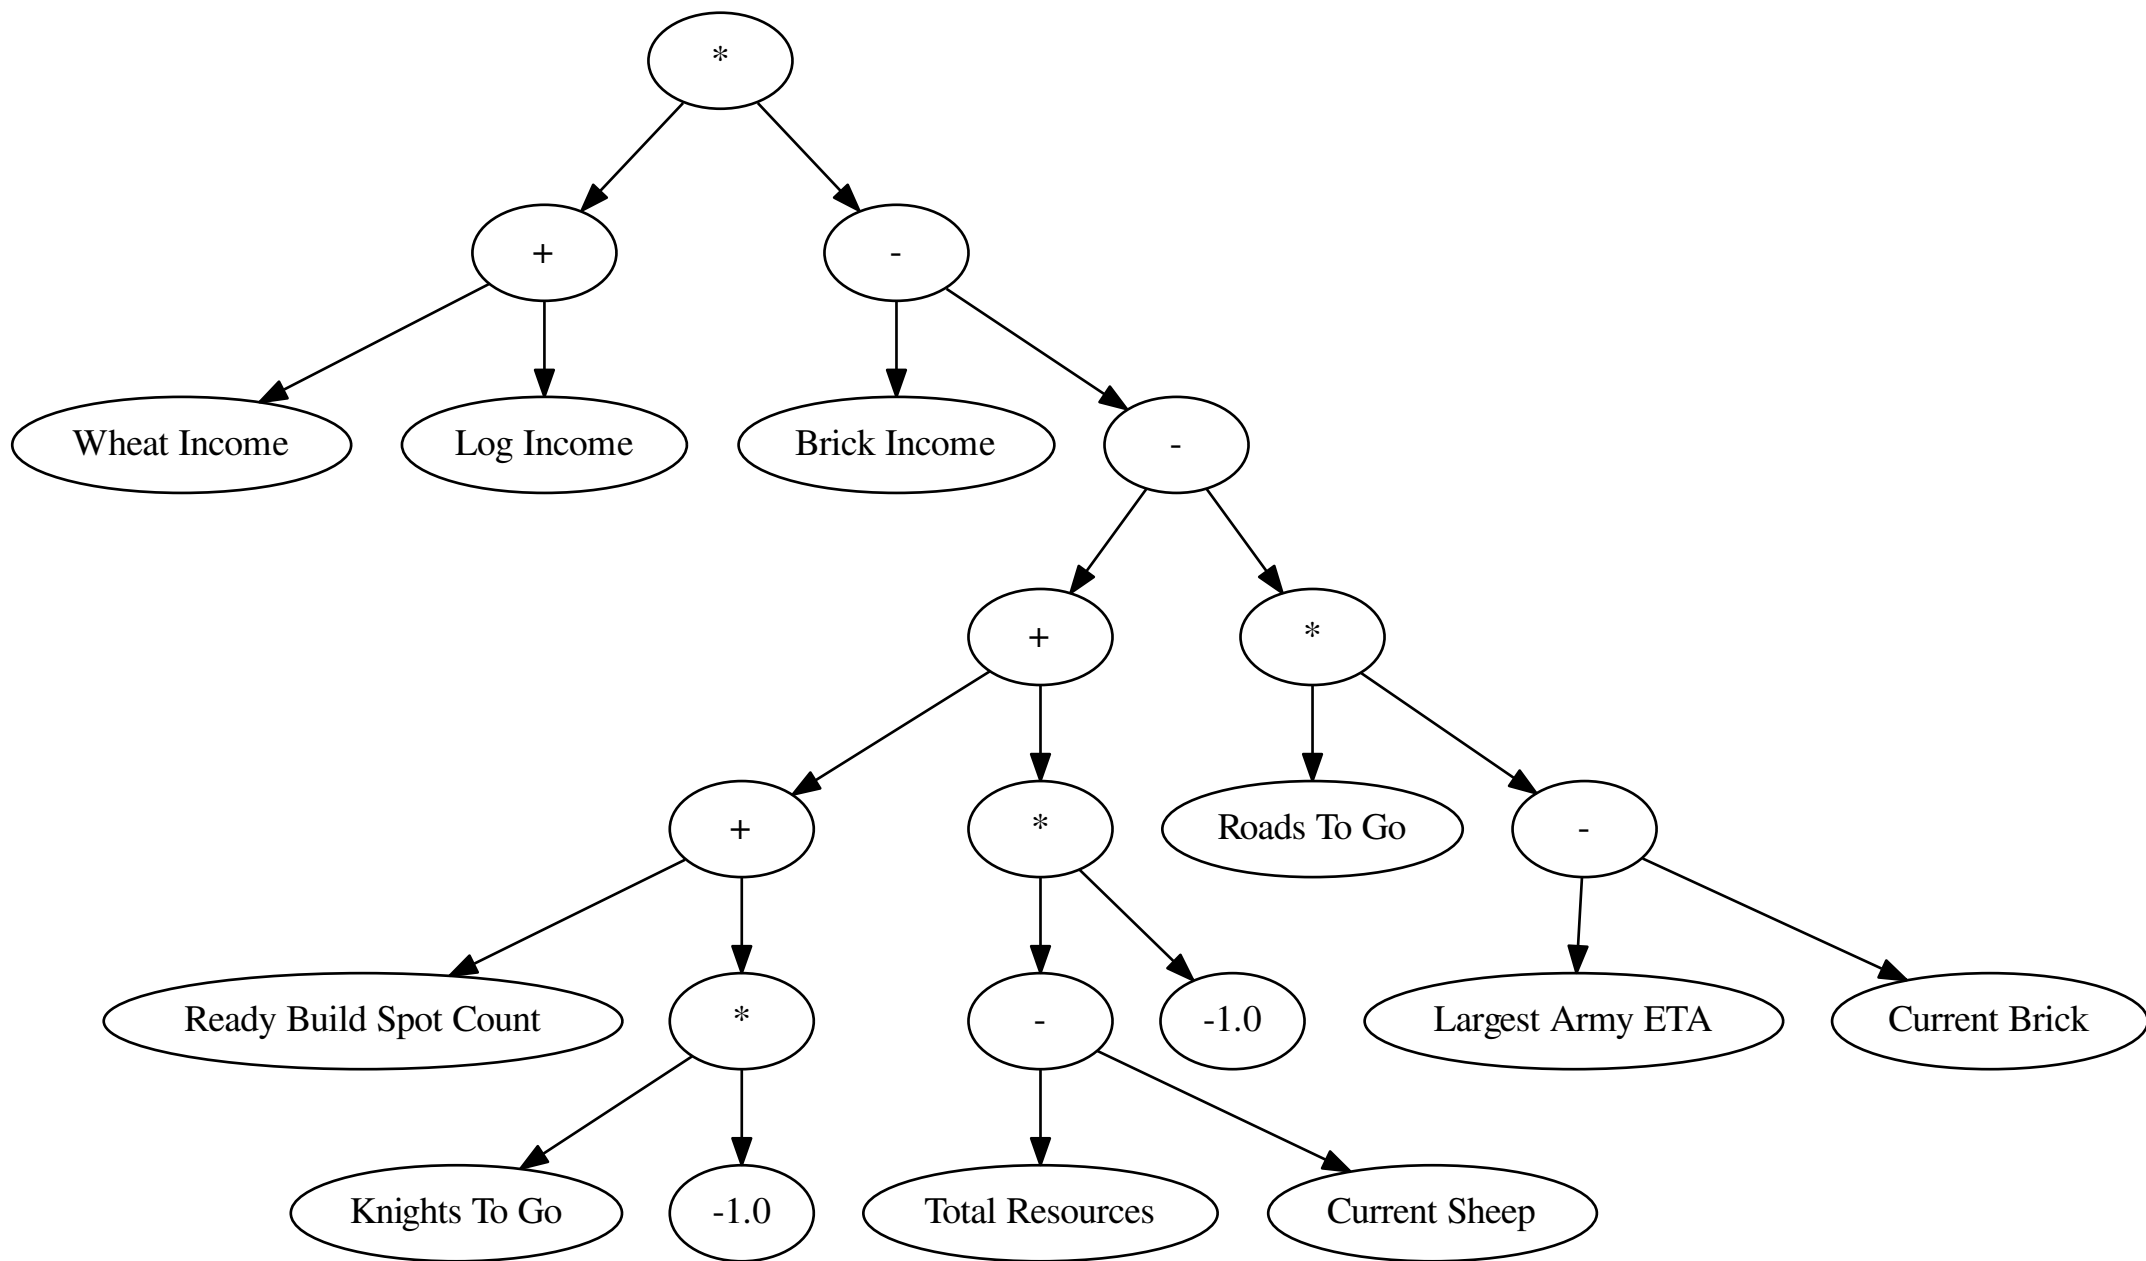 *
+
-
Wheat Income
Log Income
Brick Income
-
+
*
+
*
Roads To Go
-
Ready Build Spot Count
*
-
-1.0
Largest Army ETA
Current Brick
Knights To Go
-1.0
Total Resources
Current Sheep